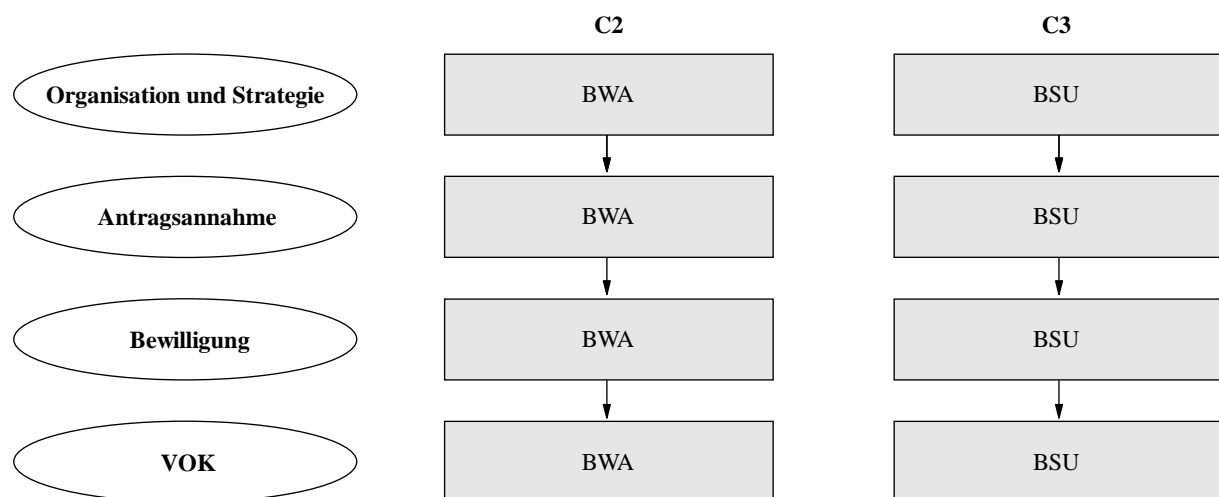 C2 C3
Organisation und Strategie BWA BSU
Antragsannahme BWA BSU
Bewilligung BWA BSU
VOK BWA BSU